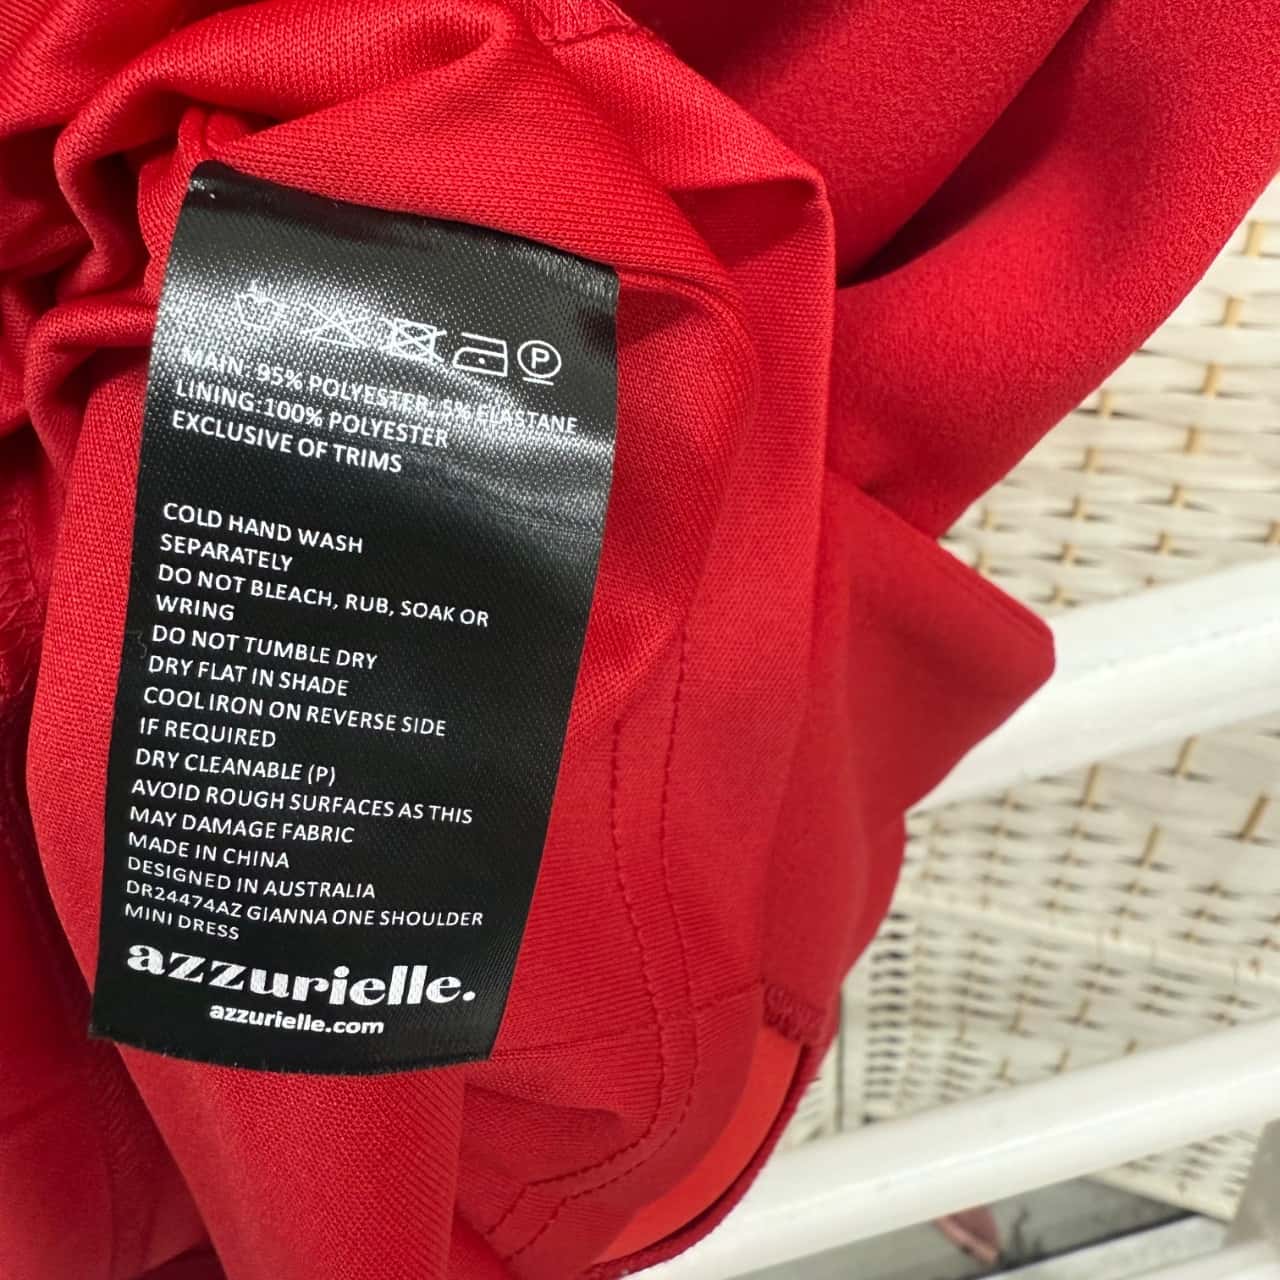 P
MAIN: 95% POLYESTER, 5% ELASTANE
LINING:100% POLYESTER
EXCLUSIVE OF TRIMS
COLD HAND WASH
SEPARATELY
DO NOT BLEACH, RUB, SOAK OR
WRING
DO NOT TUMBLE DRY
DRY FLAT IN SHADE
COOL IRON ON REVERSE SIDE
IF REQUIRED
DRY CLEANABLE (P)
AVOID ROUGH SURFACES AS THIS
MAY DAMAGE FABRIC
MADE IN CHINA
DESIGNED IN AUSTRALIA
DR24474AZ GIANNA ONE SHOULDER
MINI DRESS
azzurielle.
azzurielle.com